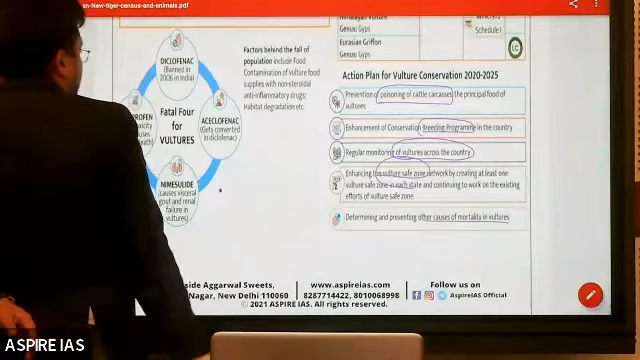 an-New-tiger-census-and-animals.pdf
Himalayan Vulture
Genus: Gyps
Eurasian Griffon
Genus: Gyps
Schedule I
LC
DICLOFENAC
(Banned in
2006 in India)
Fatal Four
for
VULTURES
ACECLOFENAC
(Gets converted
in diclofenac)
NIMESULIDE
(causes visceral
gout and renal
failure in
vultures)
Factors behind the fall of
population include Food
Contamination of vulture food
supplies with non-steroidal
anti-inflammatory drugs;
Habitat degradation etc.
Action Plan for Vulture Conservation 2020-2025
Prevention of poisoning of cattle carcasses, the principal food of
vultures
Enhancement of Conservation Breeding Programme in the country
Regular monitoring of vultures across the country
Enhancing the vulture safe zone network by creating at least one
vulture safe zone in each state and continuing to work on the existing
efforts of vulture safe zone
Determining and preventing other causes of mortality in vultures
side Aggarwal Sweets,
Nagar, New Delhi 110060
www.aspireias.com
8287714422, 8010068998
Follow us on
AspireIAS Official
© 2021 ASPIRE IAS. All rights reserved.
ASPIRE IAS